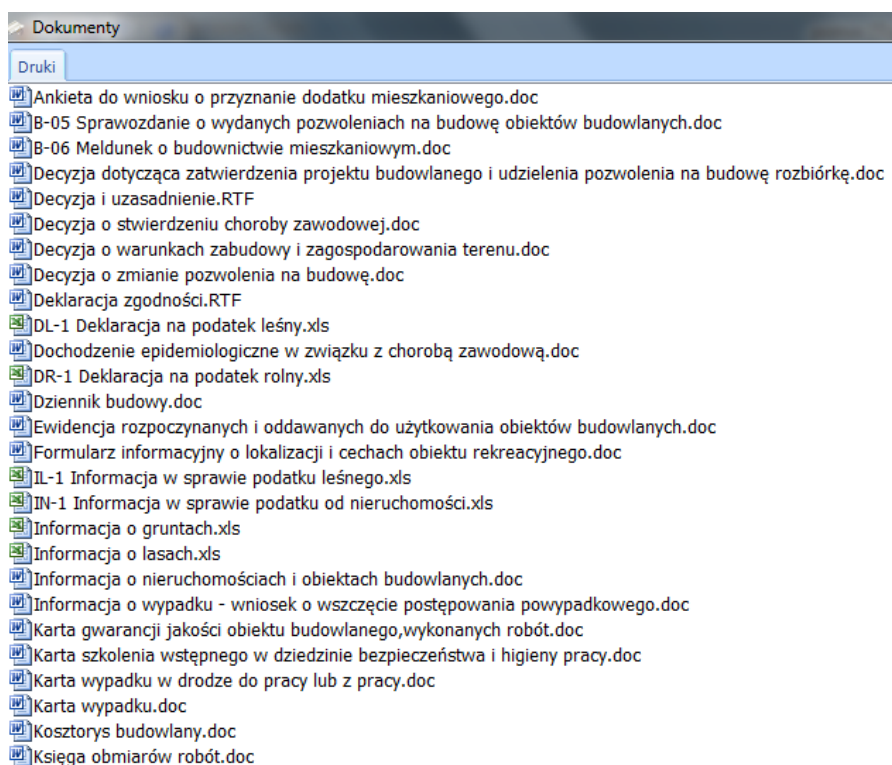 Dokumenty
Druki
Ankieta do wniosku o przyznanie dodatku mieszkaniowego.doc
B-05 Sprawozdanie o wydanych pozwoleniach na budowę obiektów budowlanych.doc
B-06 Meldunek o budownictwie mieszkaniowym.doc
Decyzja dotycząca zatwierdzenia projektu budowlanego i udzielenia pozwolenia na budowę rozbiórkę.doc
Decyzja i uzasadnienie.RTF
Decyzja o stwierdzeniu choroby zawodowej.doc
Decyzja o warunkach zabudowy i zagospodarowania terenu.doc
Decyzja o zmianie pozwolenia na budowę.doc
Deklaracja zgodności.RTF
DL-1 Deklaracja na podatek leśny.xls
Dochodzenie epidemiologiczne w związku z chorobą zawodową.doc
DR-1 Deklaracja na podatek rolny.xls
Dziennik budowy.doc
Ewidencja rozpoczynanych i oddawanych do użytkowania obiektów budowlanych.doc
Formularz informacyjny o lokalizacji i cechach obiektu rekreacyjnego.doc
IL-1 Informacja w sprawie podatku leśnego.xls
IN-1 Informacja w sprawie podatku od nieruchomości.xls
Informacja o gruntach.xls
Informacja o lasach.xls
Informacja o nieruchomościach i obiektach budowlanych.doc
Informacja o wypadku - wniosek o wszczęcie postępowania powypadkowego.doc
Karta gwarancji jakości obiektu budowlanego,wykonanych robót.doc
Karta szkolenia wstępnego w dziedzinie bezpieczeństwa i higieny pracy.doc
Karta wypadku w drodze do pracy lub z pracy.doc
Karta wypadku.doc
Kosztorys budowlany.doc
Księga obmiarów robót.doc